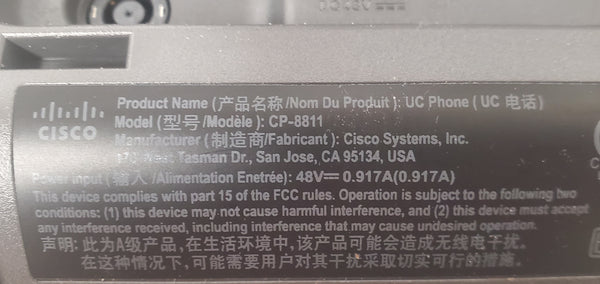 DC48V
CISCO
Product Name (产品名称/Nom Du Produit): UC Phone (UC 电话)
Model (型号/Modèle): CP-8811
Manufacturer (制造商/Fabricant): Cisco Systems, Inc.
170 West Tasman Dr., San Jose, CA 95134, USA
Power Input (输入/Alimentation Enetrée): 48V⎓0.917A(0.917A)
This device complies with part 15 of the FCC rules. Operation is subject to the following two
conditions: (1) this device may not cause harmful interference, and (2) this device must accept
any interference received, including interference that may cause undesired operation.
声明: 此为A级产品,在生活环境中,该产品可能会造成无线电干扰。
在这种情况下,可能需要用户对其干扰采取切实可行的措施。